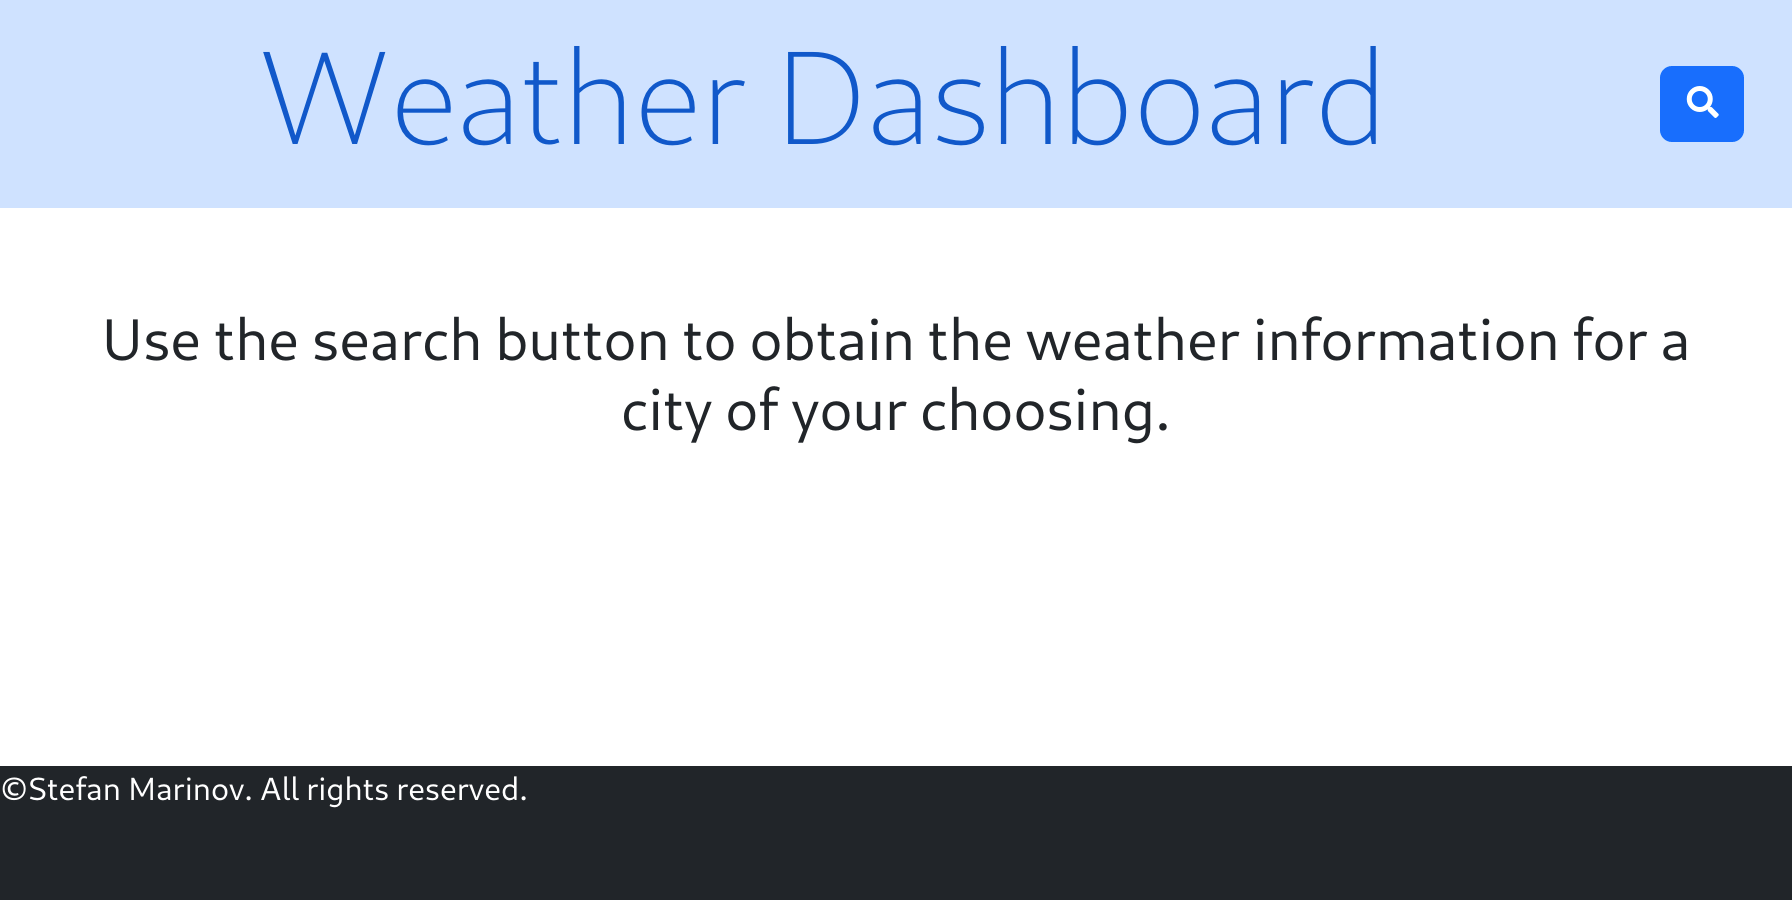 Weather Dashboard
Use the search button to obtain the weather information for a
city of your choosing.
©Stefan Marinov. All rights reserved.